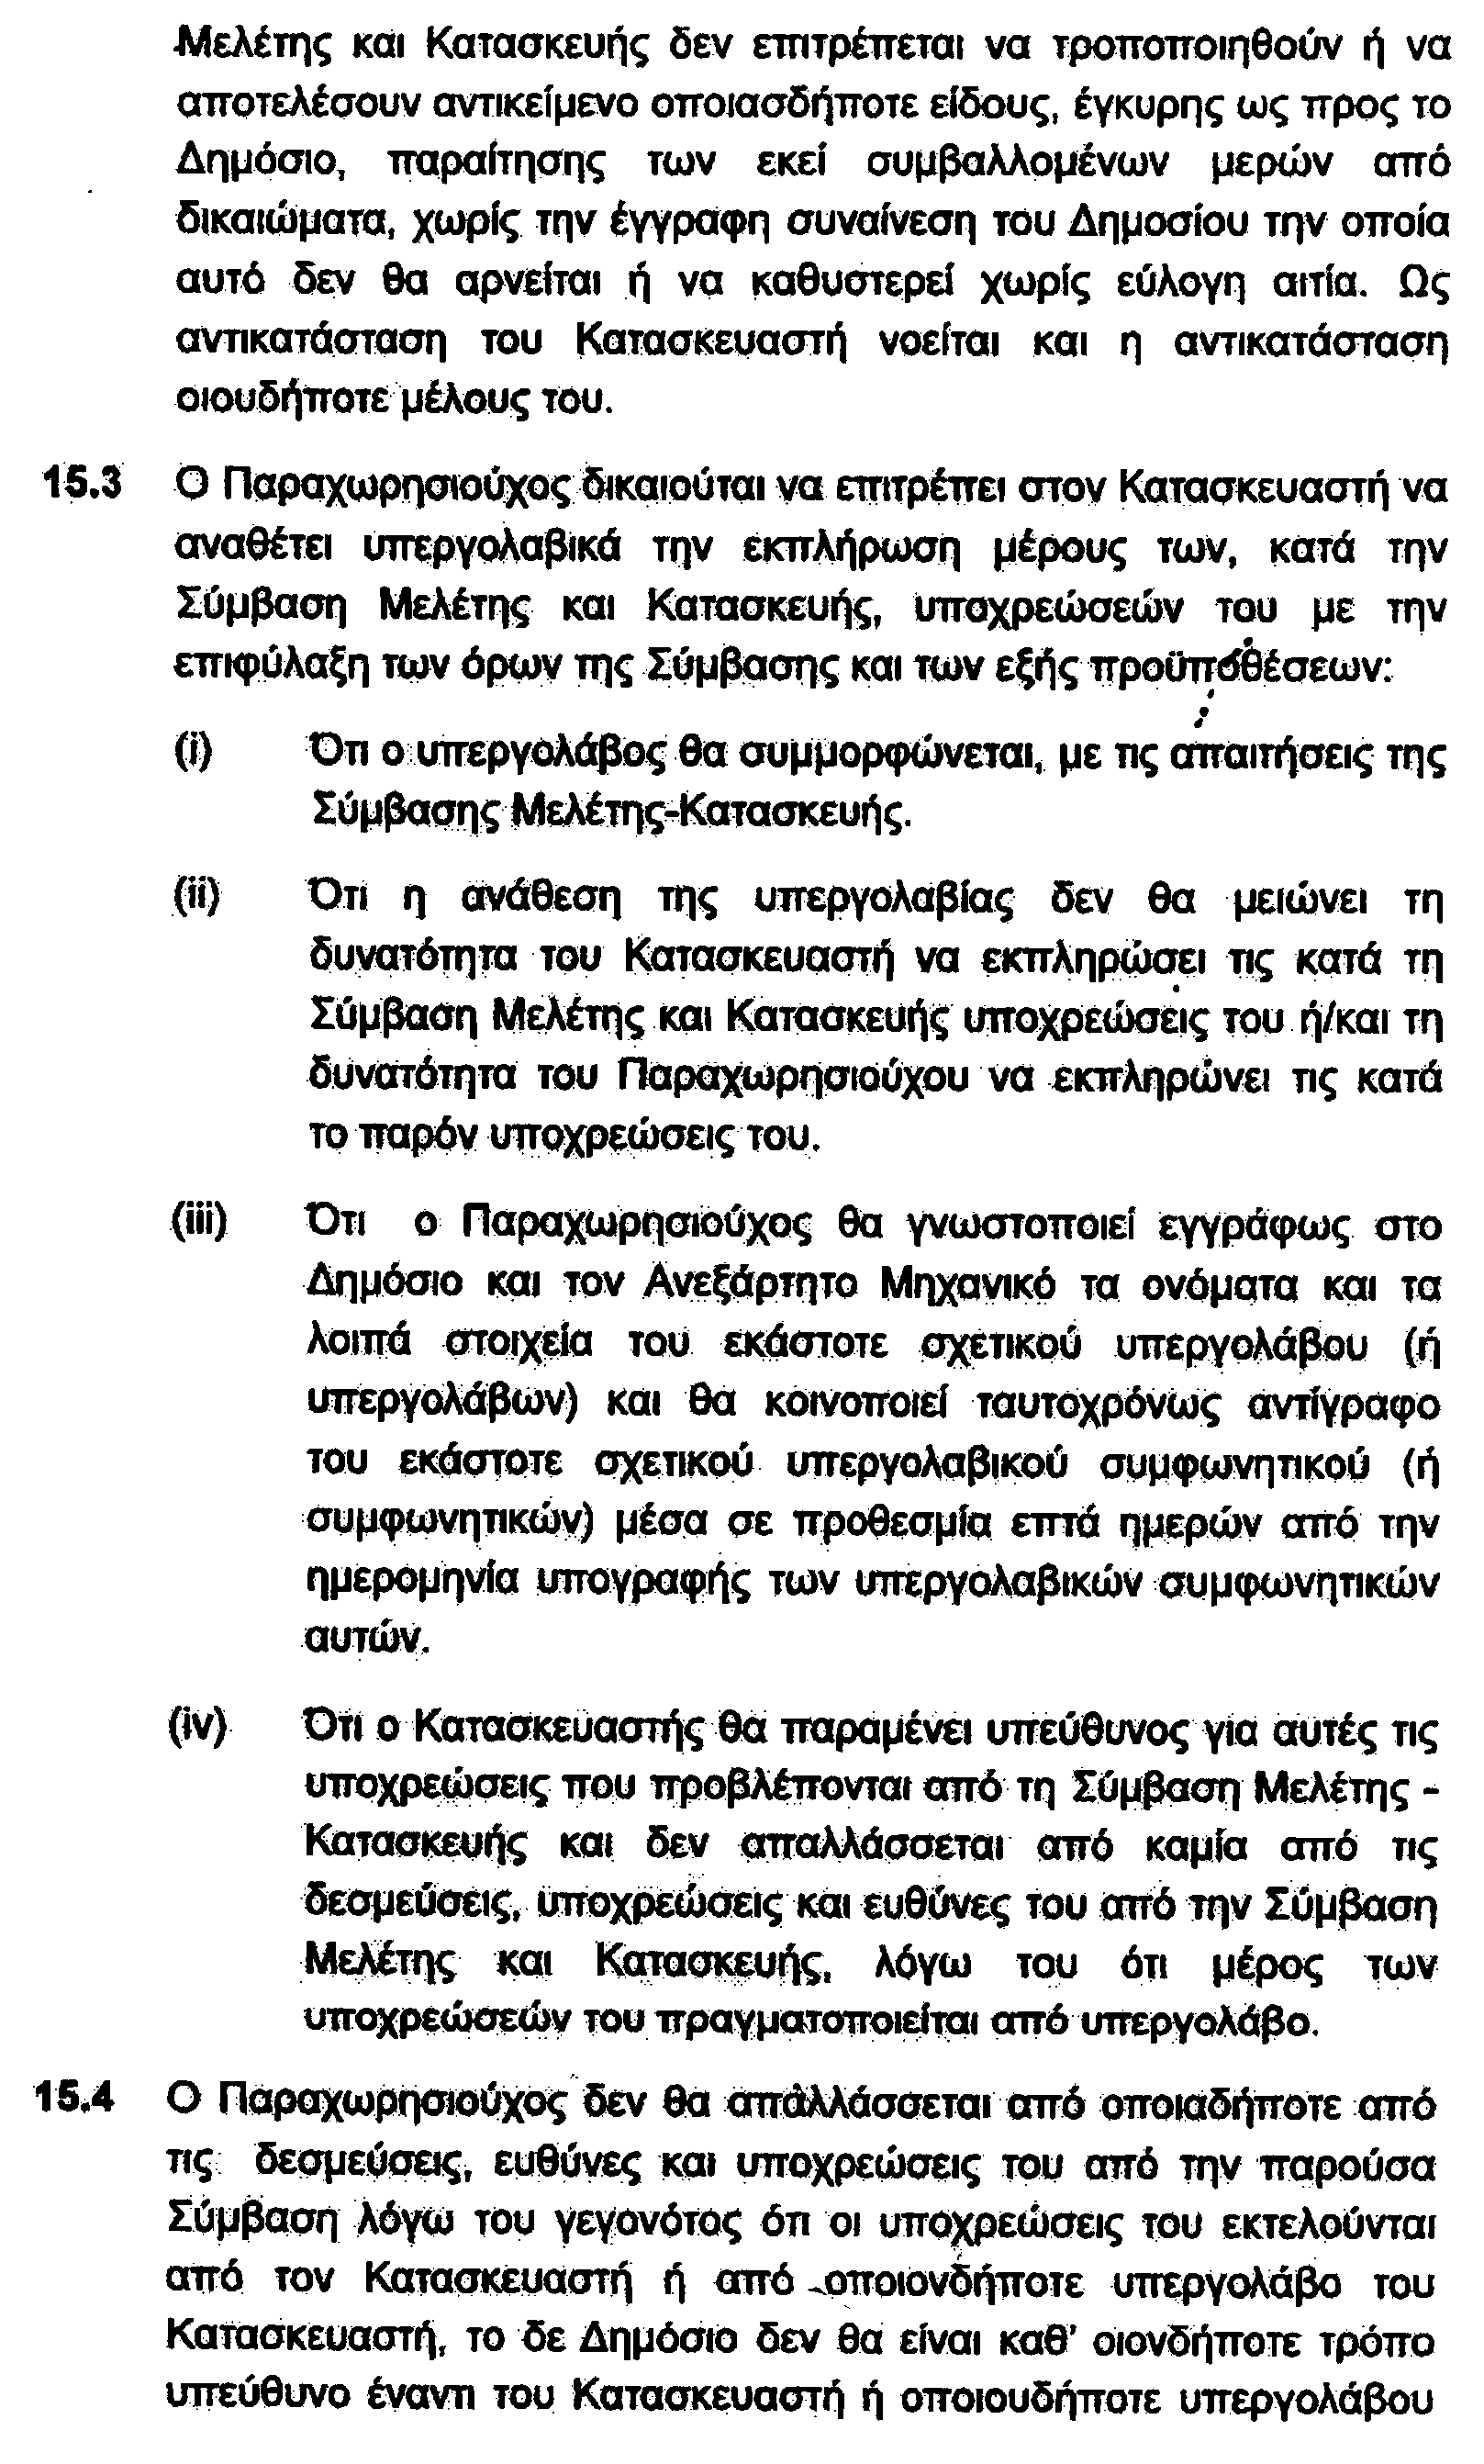 Μελέτης και Κατασκευής δεν επιτρέπεται να τροποποιηθούν ή να
αποτελέσουν αντικείμενο οποιασδήποτε είδους, έγκυρης ως προς το
Δημόσιο, παραίτησης των εκεί συμβαλλομένων μερών από
δικαιώματα, χωρίς την έγγραφη συναίνεση του Δημοσίου την οποία
αυτό δεν θα αρνείται ή να καθυστερεί χωρίς εύλογη αιτία. Ως
αντικατάσταση του Κατασκευαστή νοείται και η αντικατάσταση
οιουδήποτε μέλους του.
15.3 Ο Παραχωρησιούχος δικαιούται να επιτρέπει στον Κατασκευαστή να
αναθέτει υπεργολαβικά την εκπλήρωση μέρους των, κατά την
Σύμβαση Μελέτης και Κατασκευής, υποχρεώσεών του με την
επιφύλαξη των όρων της Σύμβασης και των εξής προϋποθέσεων:
(i) Ότι ο υπεργολάβος θα συμμορφώνεται, με τις απαιτήσεις της
Σύμβασης Μελέτης-Κατασκευής.
(ii) Ότι η ανάθεση της υπεργολαβίας δεν θα μειώνει τη
δυνατότητα του Κατασκευαστή να εκπληρώσει τις κατά τη
Σύμβαση Μελέτης και Κατασκευής υποχρεώσεις του ή/και τη
δυνατότητα του Παραχωρησιούχου να εκπληρώνει τις κατά
το παρόν υποχρεώσεις του.
(iii) Ότι ο Παραχωρησιούχος θα γνωστοποιεί εγγράφως στο
Δημόσιο και τον Ανεξάρτητο Μηχανικό τα ονόματα και τα
λοιπά στοιχεία του εκάστοτε σχετικού υπεργολάβου (ή
υπεργολάβων) και θα κοινοποιεί ταυτοχρόνως αντίγραφο
του εκάστοτε σχετικού υπεργολαβικού συμφωνητικού (ή
συμφωνητικών) μέσα σε προθεσμία επτά ημερών από την
ημερομηνία υπογραφής των υπεργολαβικών συμφωνητικών
αυτών.
(iv) Ότι ο Κατασκευαστής θα παραμένει υπεύθυνος για αυτές τις
υποχρεώσεις που προβλέπονται από τη Σύμβαση Μελέτης -
Κατασκευής και δεν απαλλάσσεται από καμία από τις
δεσμεύσεις, υποχρεώσεις και ευθύνες του από την Σύμβαση
Μελέτης και Κατασκευής, λόγω του ότι μέρος των
υποχρεώσεών του πραγματοποιείται από υπεργολάβο.
15.4 Ο Παραχωρησιούχος δεν θα απαλλάσσεται από οποιαδήποτε από
τις δεσμεύσεις, ευθύνες και υποχρεώσεις του από την παρούσα
Σύμβαση λόγω του γεγονότος ότι οι υποχρεώσεις του εκτελούνται
από τον Κατασκευαστή ή από οποιονδήποτε υπεργολάβο του
Κατασκευαστή, το δε Δημόσιο δεν θα είναι καθ' οιονδήποτε τρόπο
υπεύθυνο έναντι του Κατασκευαστή ή οποιουδήποτε υπεργολάβου